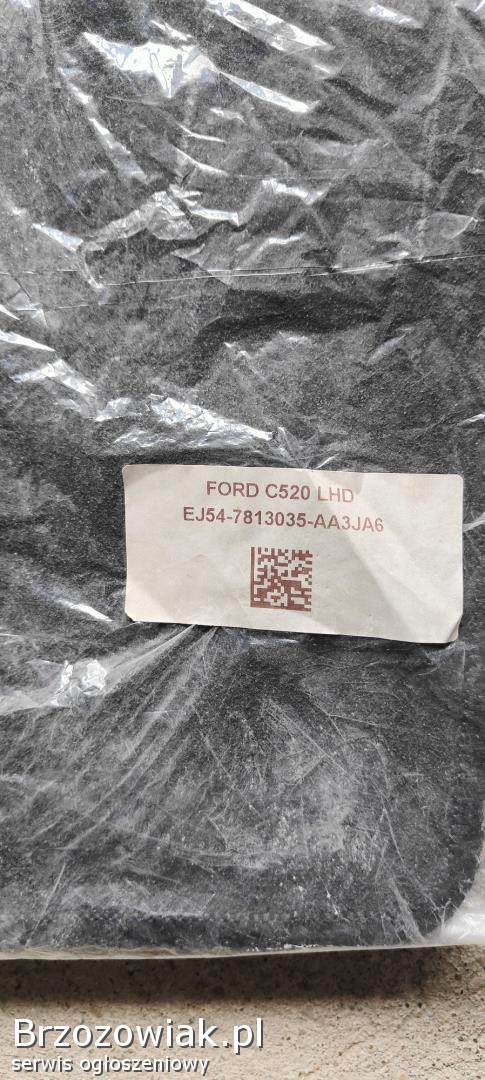 FORD C520 LHD
EJ54-7813035-AA3JA6
Brzozowiak.pl
serwis ogłoszeniowy